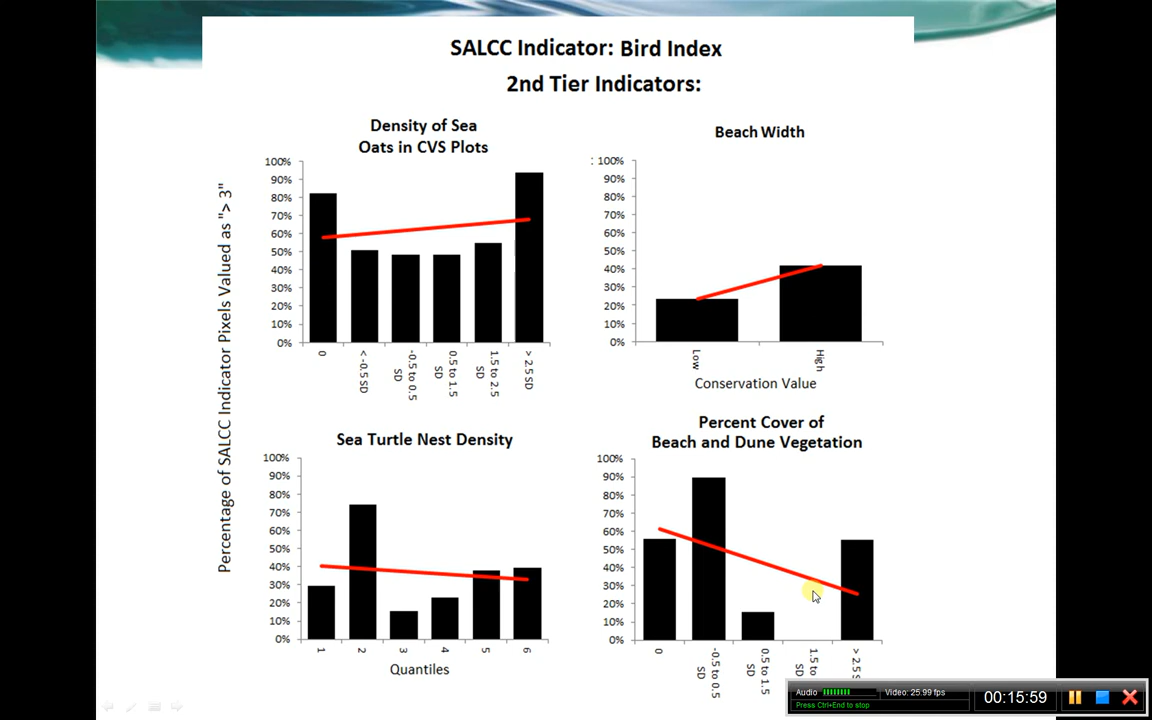 SALCC Indicator: Bird Index
2nd Tier Indicators:
Percentage of SALCC Indicator Pixels Valued as "> 3"
Density of Sea
Oats in CVS Plots
100%
90%
80%
70%
60%
50%
40%
30%
20%
10%
0%
0
< -0.5 SD
-0.5 to 0.5
SD
0.5 to 1.5
SD
1.5 to 2.5
SD
> 2.5 SD
Beach Width
: 100%
90%
80%
70%
60%
50%
40%
30%
20%
10%
0%
Low
High
Conservation Value
Sea Turtle Nest Density
100%
90%
80%
70%
60%
50%
40%
30%
20%
10%
0%
1
2
3
4
5
6
Quantiles
Percent Cover of
Beach and Dune Vegetation
100%
90%
80%
70%
60%
50%
40%
30%
20%
10%
0%
0
-0.5 to 0.5
SD
0.5 to 1.5
SD
1.5 to
SD
> 2.5 S
Audio
Video: 25.99 fps
Press Ctrl+End to stop
00:15:59